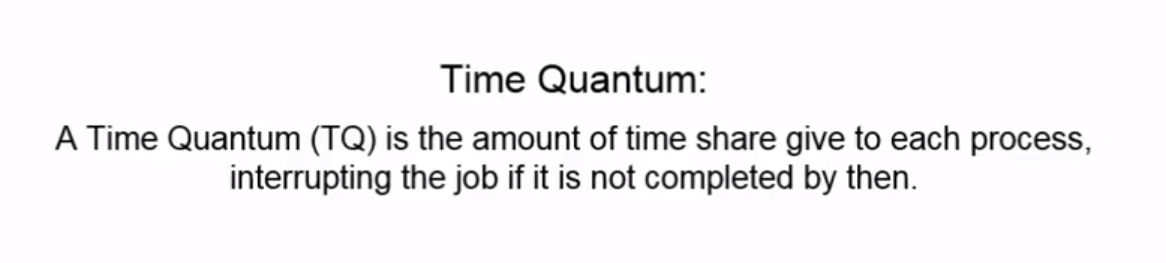 Time Quantum:
A Time Quantum (TQ) is the amount of time share give to each process,
interrupting the job if it is not completed by then.